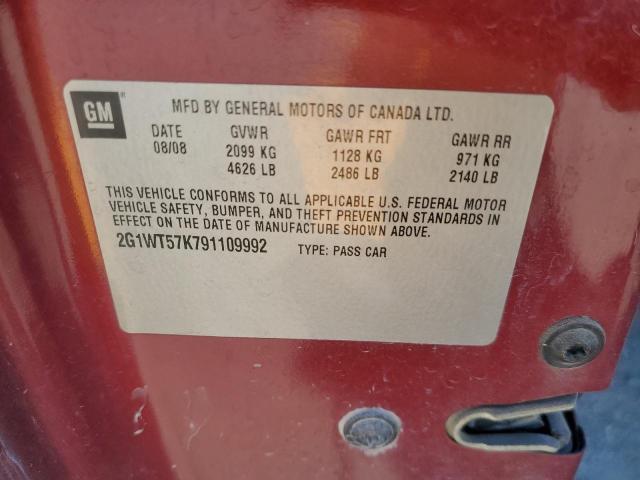 GM
MFD BY GENERAL MOTORS OF CANADA LTD.
DATE GVWR GAWR FRT GAWR RR
08/08 2099 KG 1128 KG 971 KG
4626 LB 2486 LB 2140 LB
THIS VEHICLE CONFORMS TO ALL APPLICABLE U.S. FEDERAL MOTOR
VEHICLE SAFETY, BUMPER, AND THEFT PREVENTION STANDARDS IN
EFFECT ON THE DATE OF MANUFACTURE SHOWN ABOVE.
2G1WT57K791109992 TYPE: PASS CAR